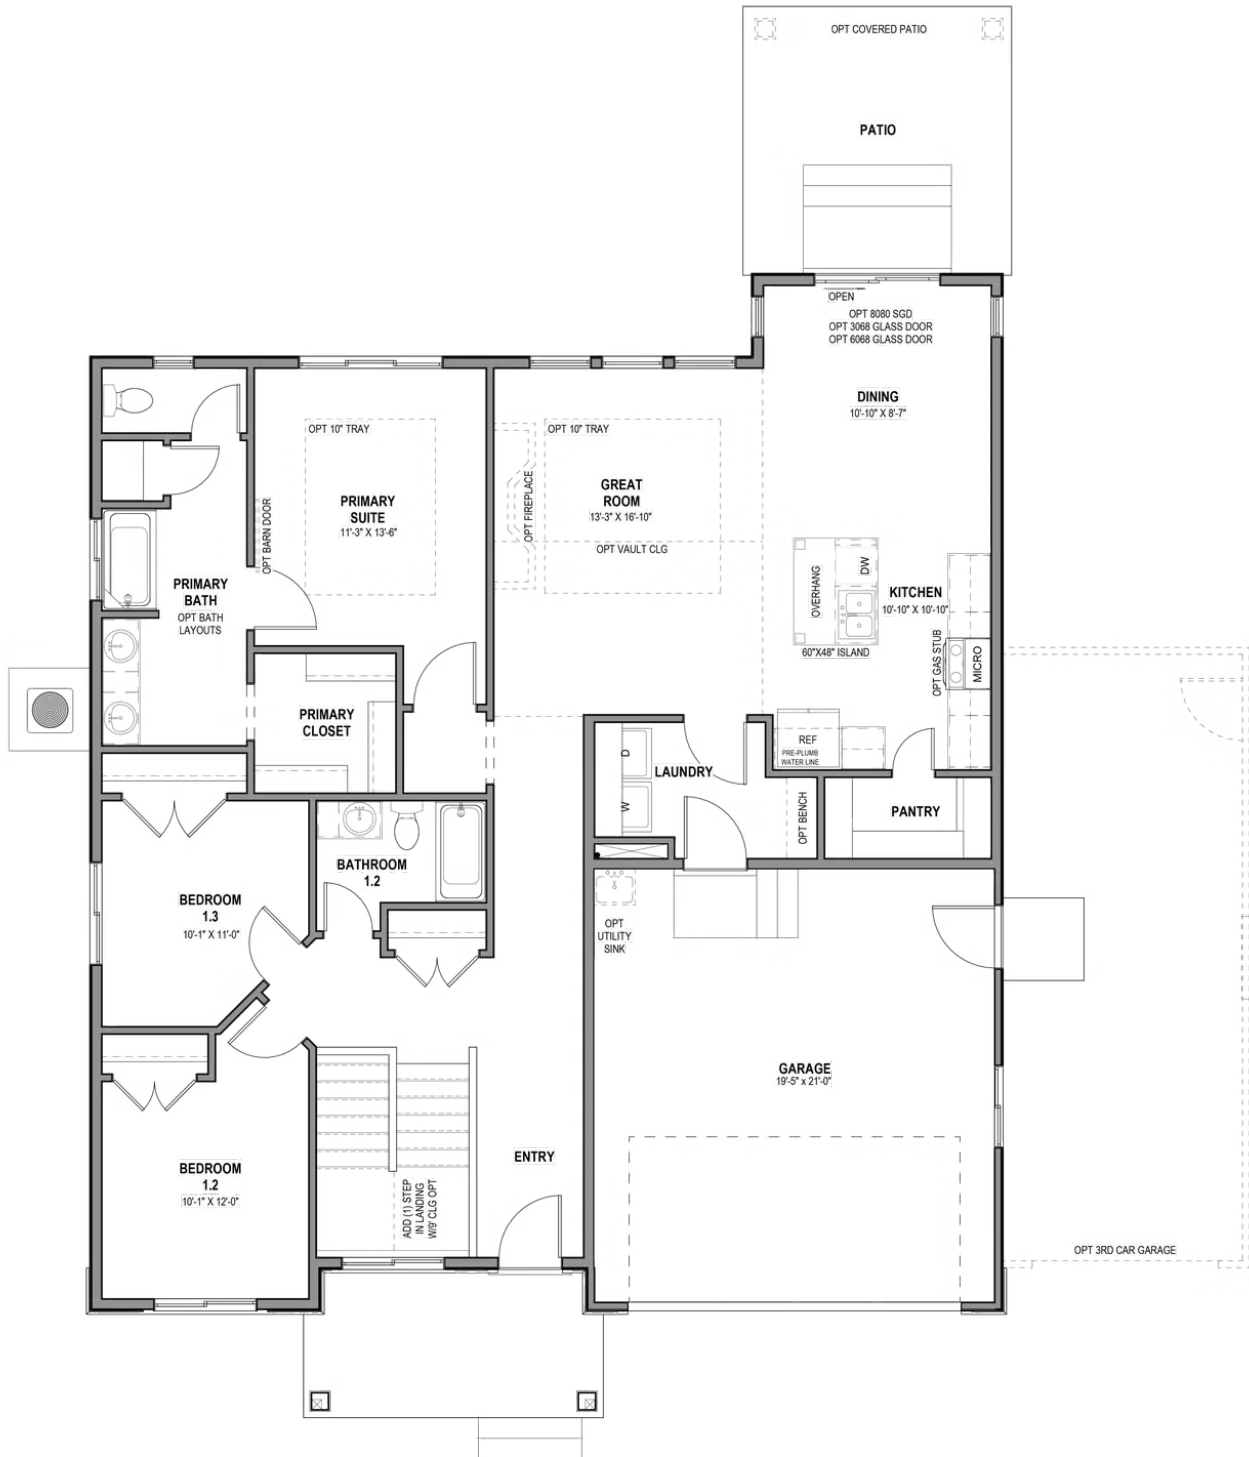 OPT COVERED PATIO
PATIO
OPEN
OPT 8080 SGD
OPT 3068 GLASS DOOR
OPT 6068 GLASS DOOR
DINING
10'-10" X 8'-7"
OPT 10" TRAY
PRIMARY
SUITE
11'-3" X 13'-6"
OPT BARN DOOR
OPT 10" TRAY
OPT FIREPLACE
GREAT
ROOM
13'-3" X 16'-10"
OPT VAULT CLG
PRIMARY
BATH
OPT BATH
LAYOUTS
OVERHANG
DW
KITCHEN
10'-10" X 10'-10"
60"X48" ISLAND
OPT GAS STUB
MICRO
PRIMARY
CLOSET
REF
PRE-PLUMB
WATER LINE
D
LAUNDRY
W
OPT BENCH
PANTRY
BATHROOM
1.2
BEDROOM
1.3
10'-1" X 11'-0"
OPT
UTILITY
SINK
GARAGE
19'-5" x 21'-0"
BEDROOM
1.2
10'-1" X 12'-0"
ADD (1) STEP
IN LANDING
W/9' CLG OPT
ENTRY
OPT 3RD CAR GARAGE